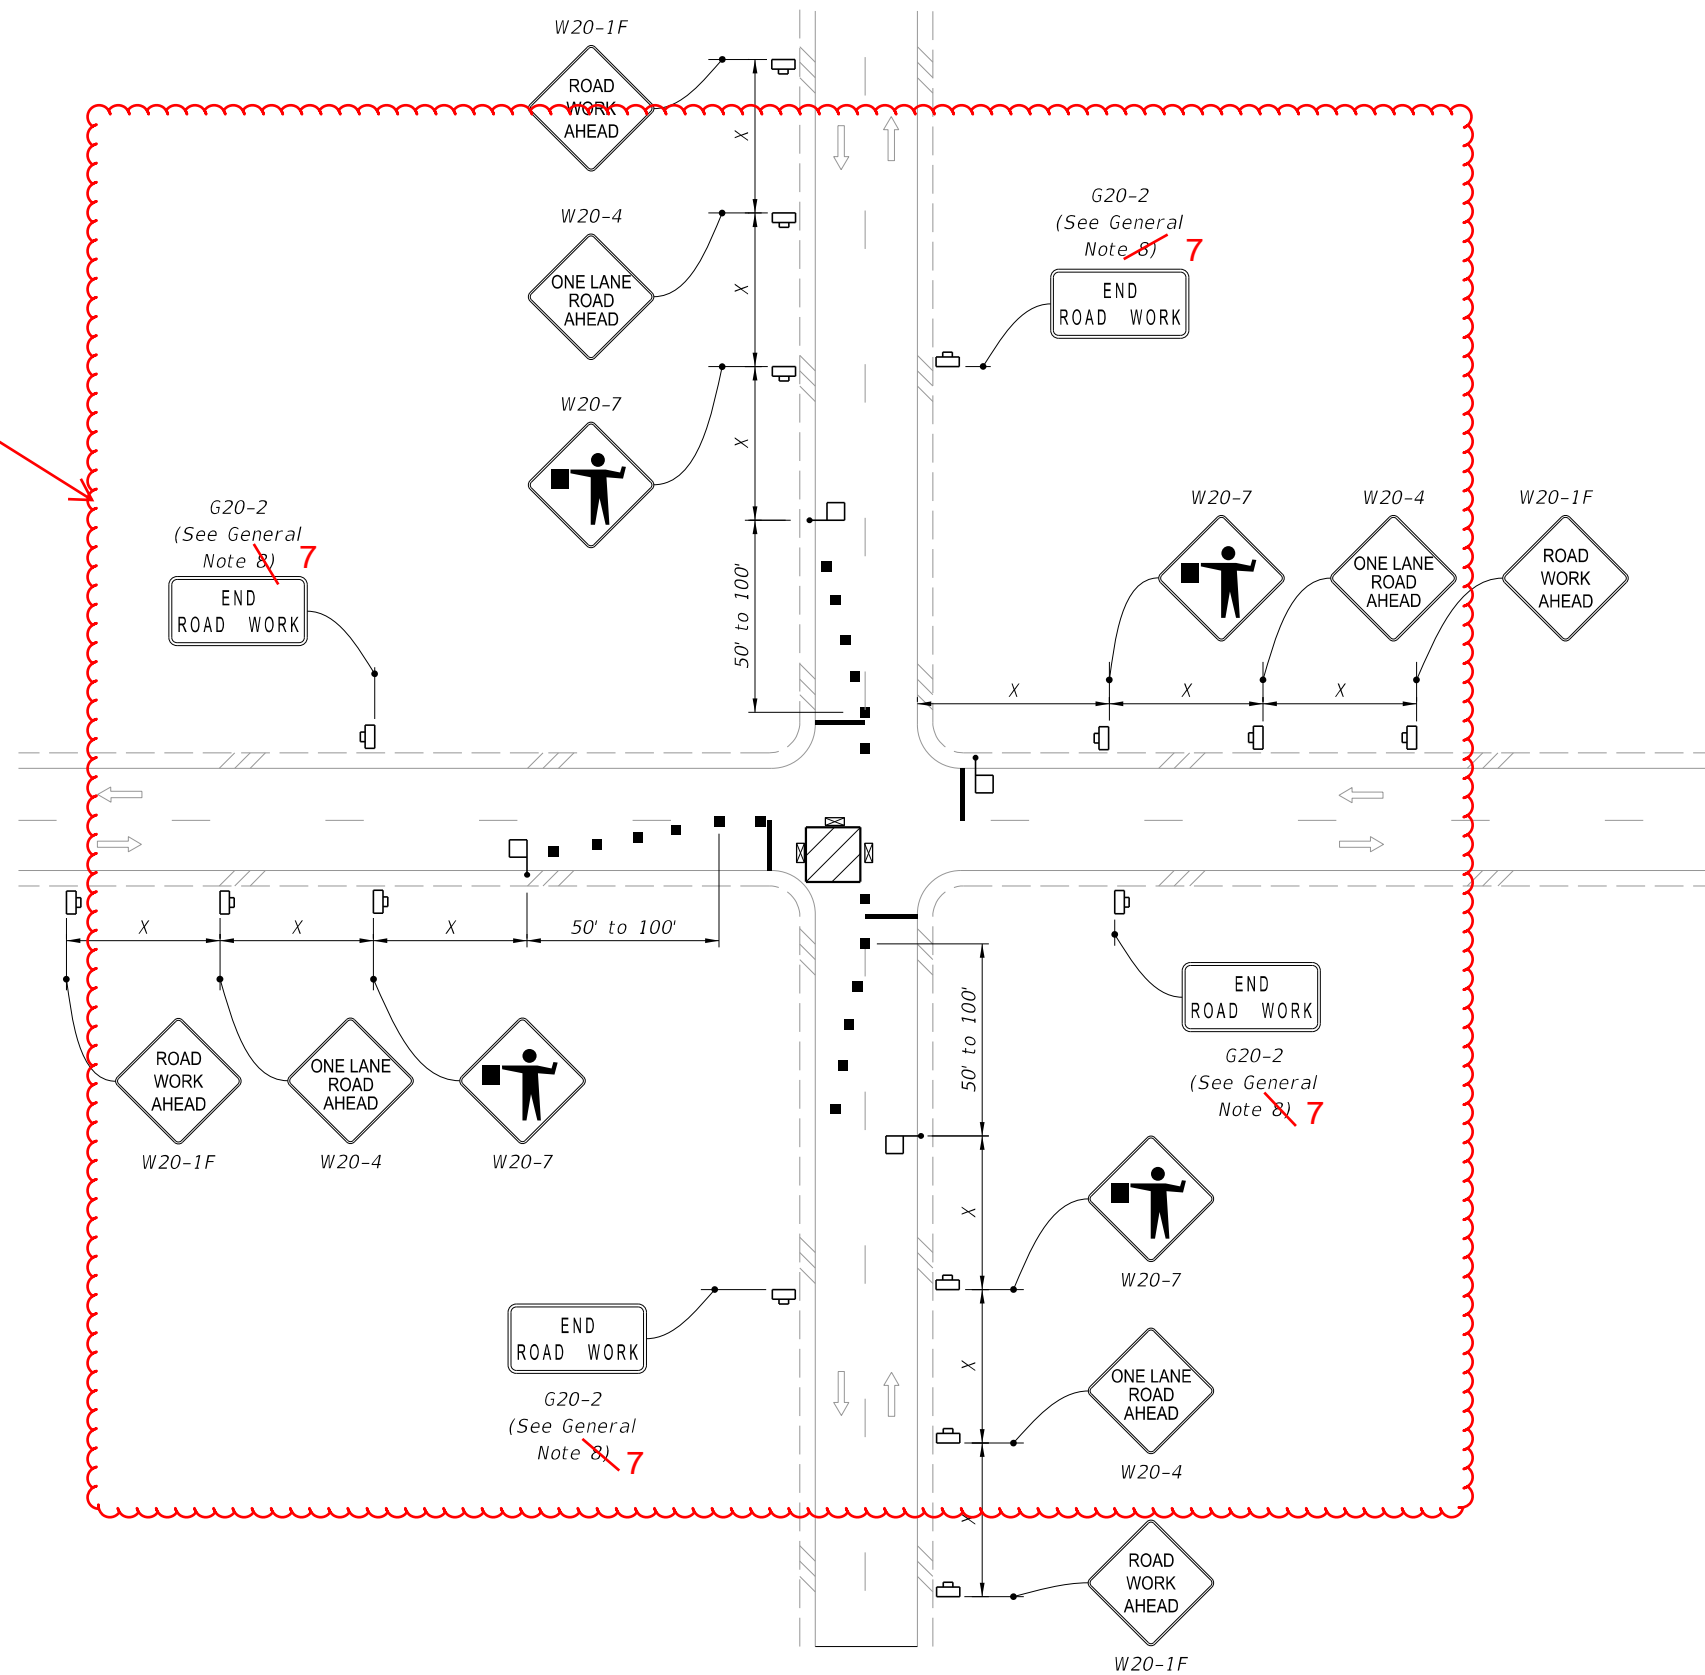 W20-1F
ROAD
WORK
AHEAD
X
W20-4
ONE LANE
ROAD
AHEAD
X
W20-7
X
50' to 100'
G20-2
(See General
Note 8) 7
END
ROAD WORK
G20-2
(See General
Note 8) 7
END
ROAD WORK
W20-7
W20-4
ONE LANE
ROAD
AHEAD
W20-1F
ROAD
WORK
AHEAD
X X X
X X X 50' to 100'
ROAD
WORK
AHEAD
W20-1F
ONE LANE
ROAD
AHEAD
W20-4
W20-7
50' to 100'
END
ROAD WORK
G20-2
(See General
Note 8) 7
X
W20-7
END
ROAD WORK
G20-2
(See General
Note 8) 7
X
ONE LANE
ROAD
AHEAD
W20-4
X
ROAD
WORK
AHEAD
W20-1F